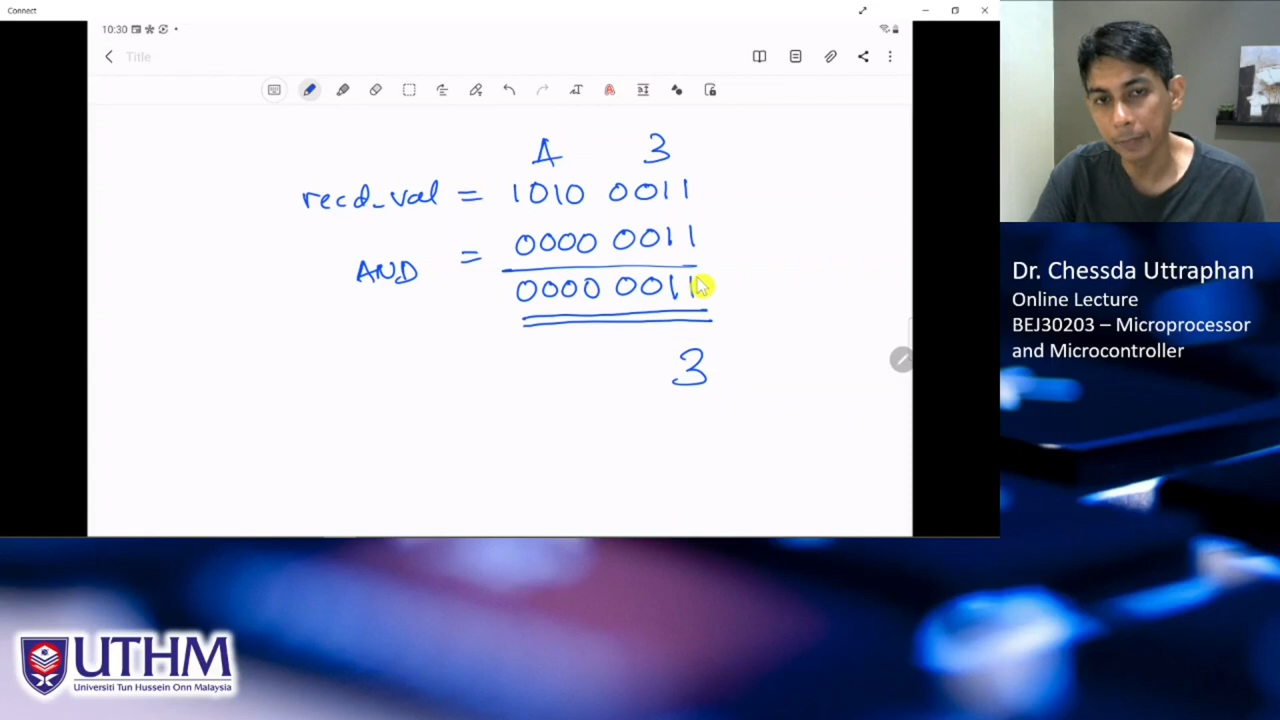 Connect
10:30
Title
A 3
recd_val = 1010 0011
AND = 0000 0011
0000 0011
3
Dr. Chessda Uttraphan
Online Lecture
BEJ30203 – Microprocessor
and Microcontroller
UTHM
Universiti Tun Hussein Onn Malaysia